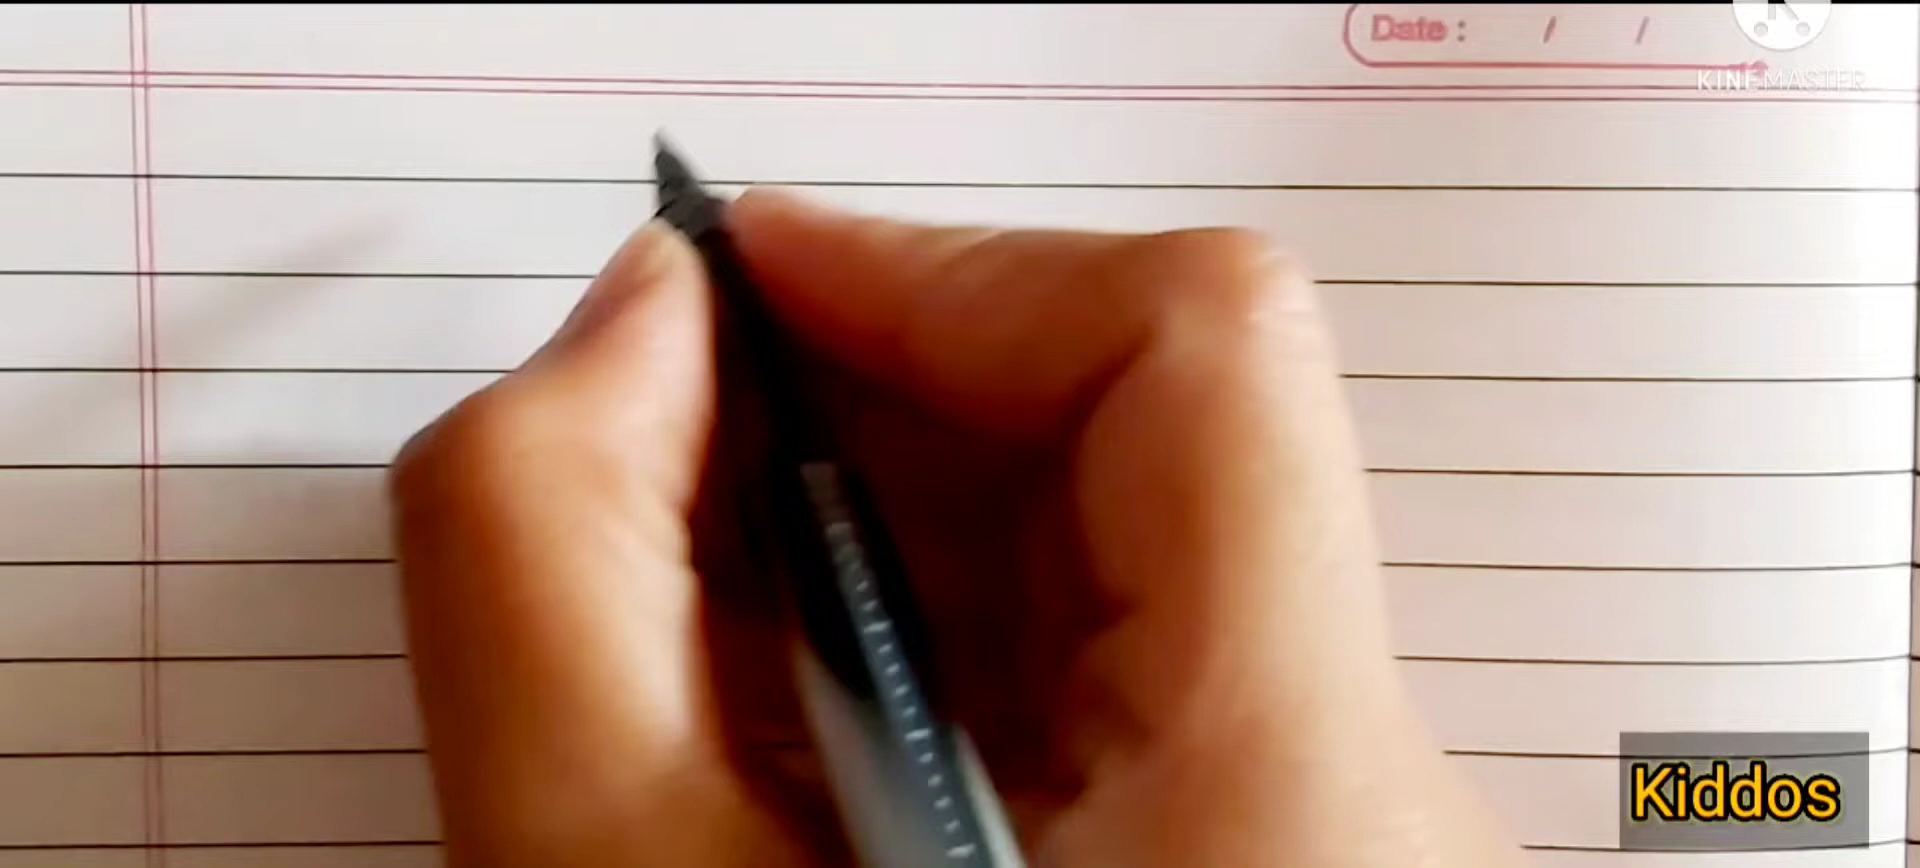 Date : / /
KINEMASTER
Kiddos